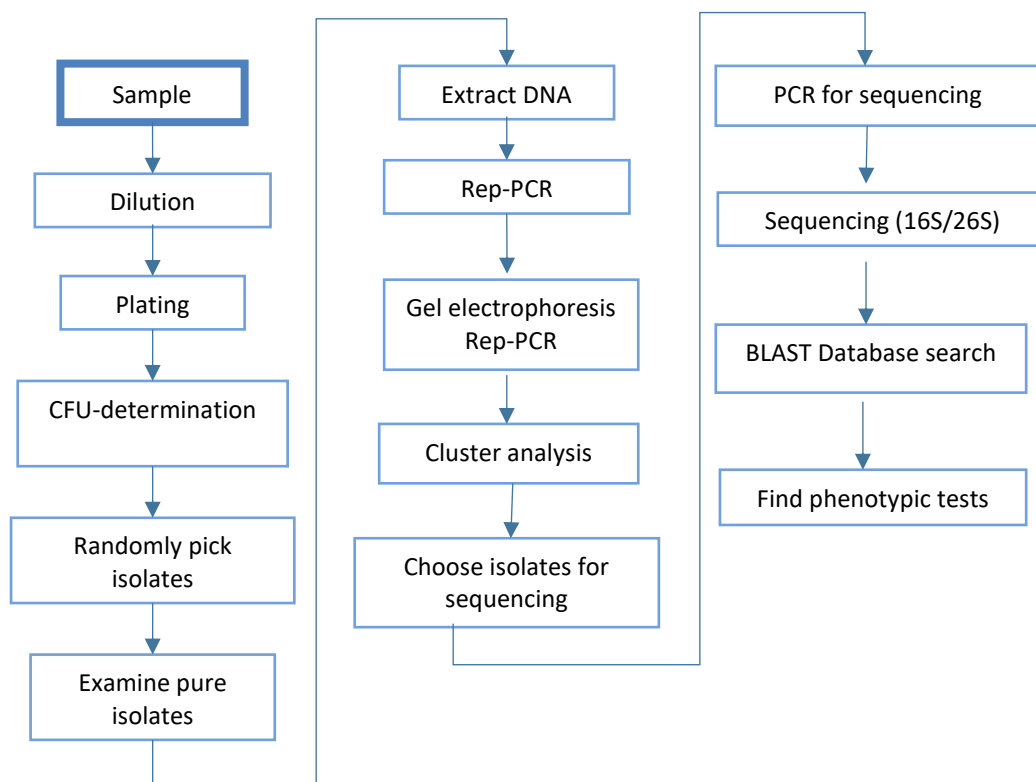 Sample
Dilution
Plating
CFU-determination
Randomly pick
isolates
Examine pure
isolates
Extract DNA
Rep-PCR
Gel electrophoresis
Rep-PCR
Cluster analysis
Choose isolates for
sequencing
PCR for sequencing
Sequencing (16S/26S)
BLAST Database search
Find phenotypic tests